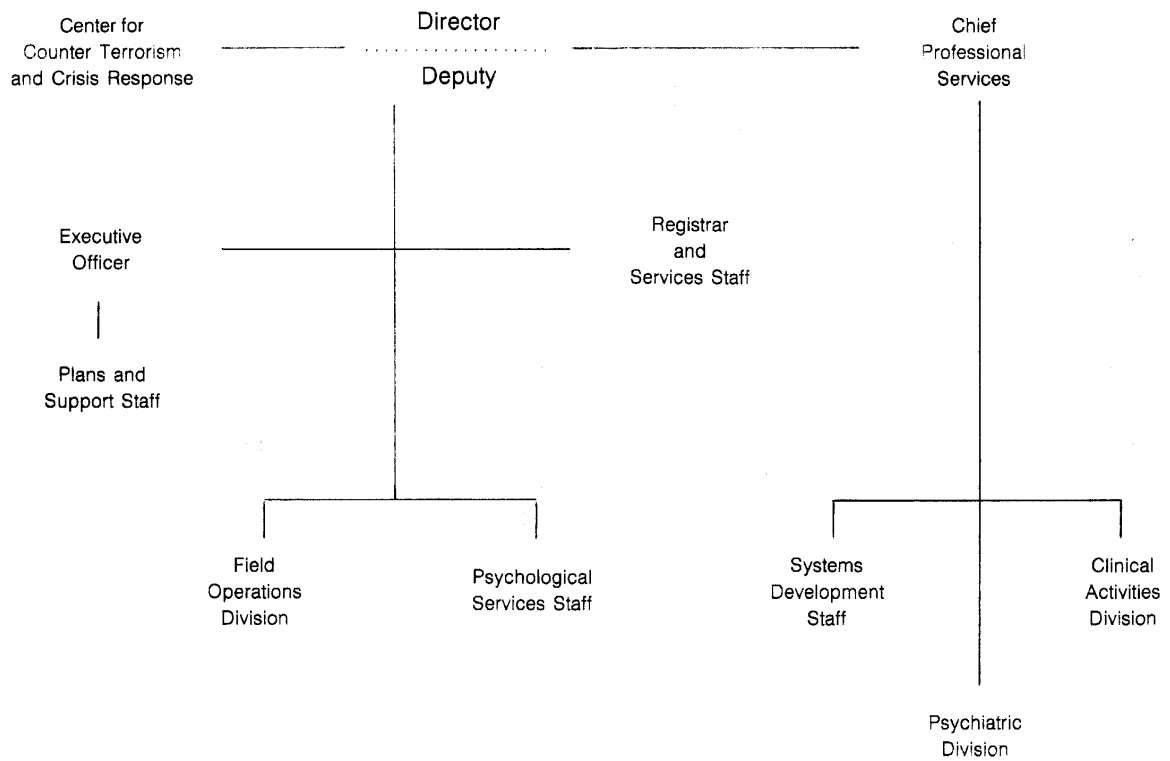 Center for
Counter Terrorism
and Crisis Response
Director
Deputy
Chief
Professional
Services
Executive
Officer
Registrar
and
Services Staff
Plans and
Support Staff
Field
Operations
Division
Psychological
Services Staff
Systems
Development
Staff
Clinical
Activities
Division
Psychiatric
Division